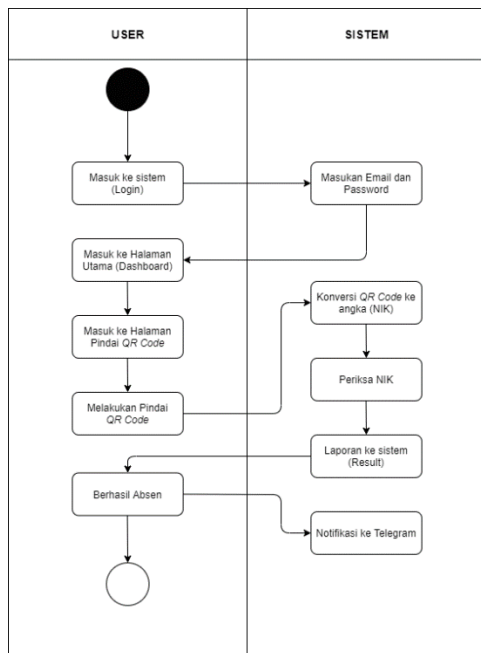 USER
SISTEM
Masuk ke sistem
(Login)
Masukan Email dan
Password
Masuk ke Halaman
Utama (Dashboard)
Konversi QR Code ke
angka (NIK)
Masuk ke Halaman
Pindai QR Code
Periksa NIK
Melakukan Pindai
QR Code
Laporan ke sistem
(Result)
Berhasil Absen
Notifikasi ke Telegram